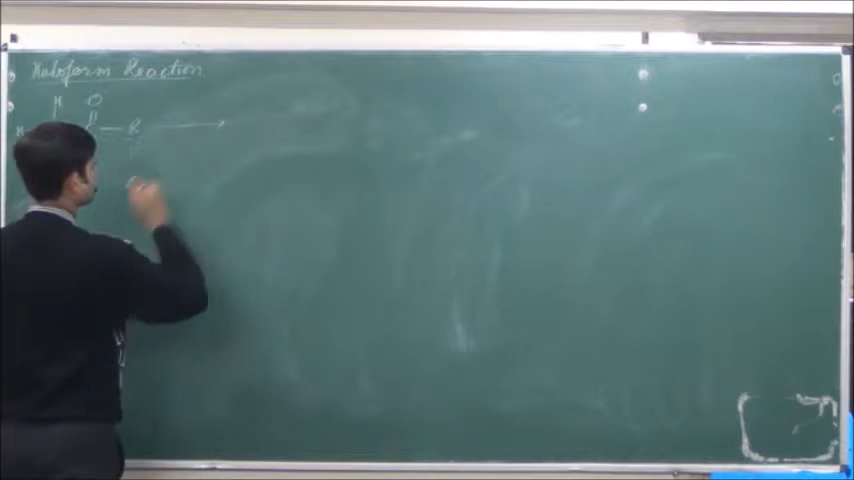 Haloform Reaction
H O
H C — R ⟶